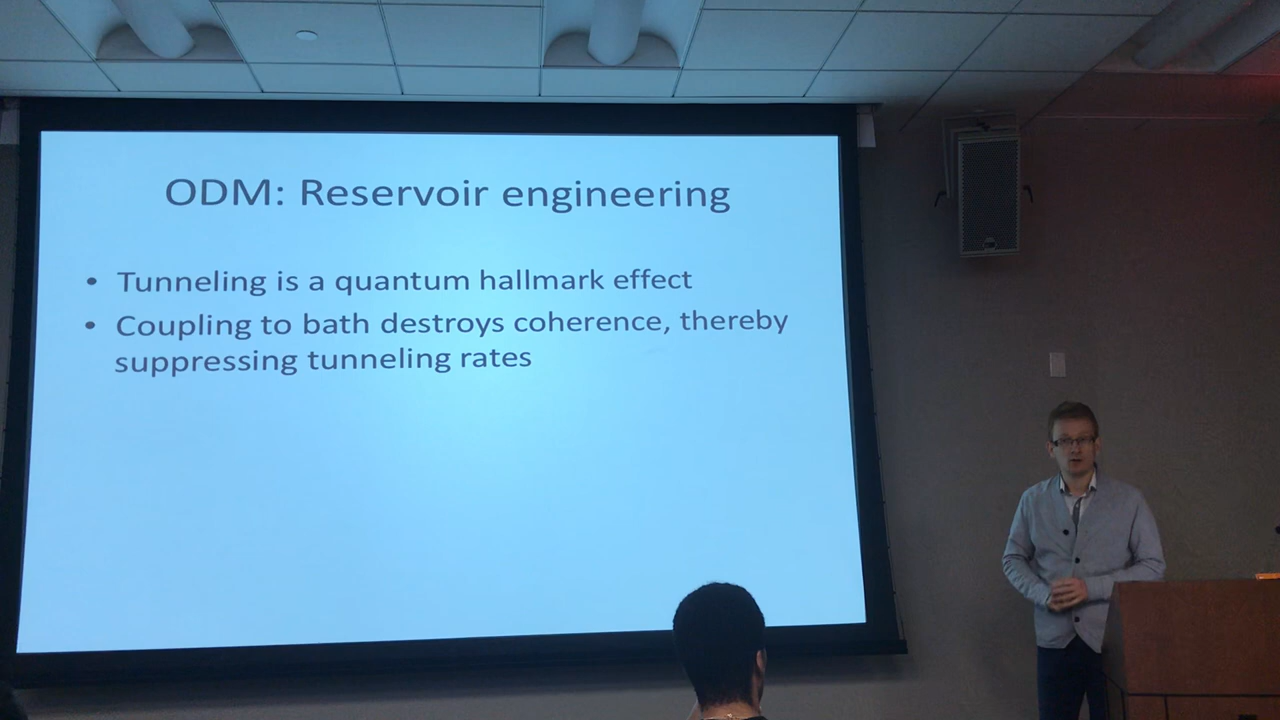 ODM: Reservoir engineering
• Tunneling is a quantum hallmark effect
• Coupling to bath destroys coherence, thereby
suppressing tunneling rates